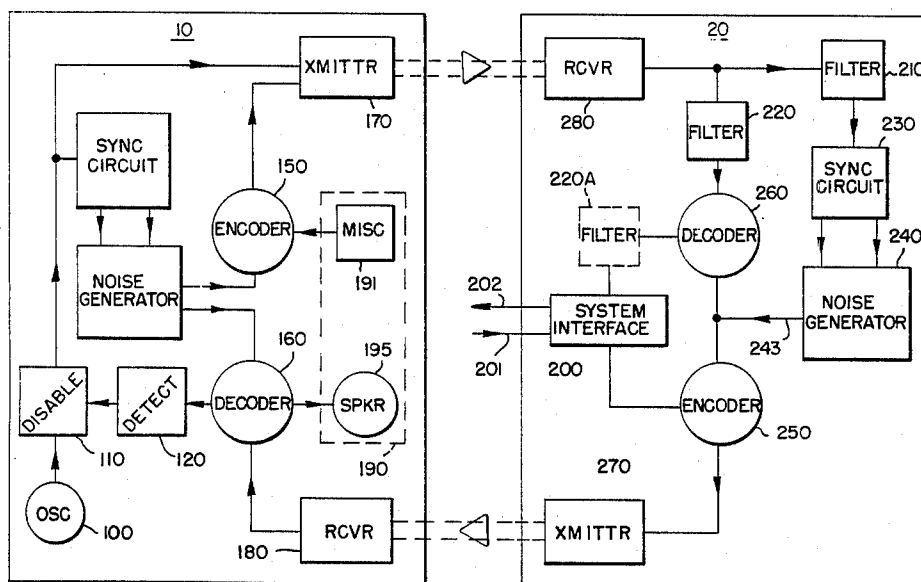 10
XMITTR
170
SYNC
CIRCUIT
150
ENCODER
MISC
191
NOISE
GENERATOR
160
195
DECODER
SPKR
190
DISABLE
110
DETECT
120
OSC
100
RCVR
180
20
RCVR
280
FILTER
210
FILTER
220
230
SYNC
CIRCUIT
220A
FILTER
260
DECODER
240
NOISE
GENERATOR
243
202
201
SYSTEM
INTERFACE
200
ENCODER
250
270
XMITTR